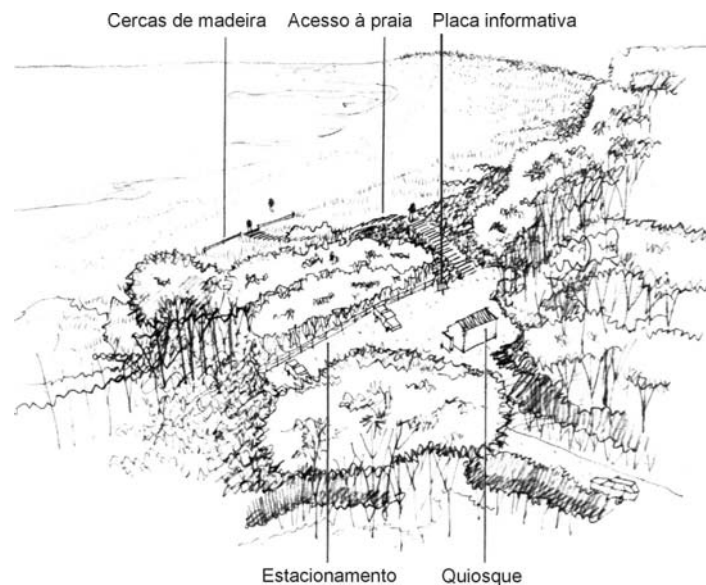 Cercas de madeira Acesso à praia Placa informativa
Estacionamento Quiosque